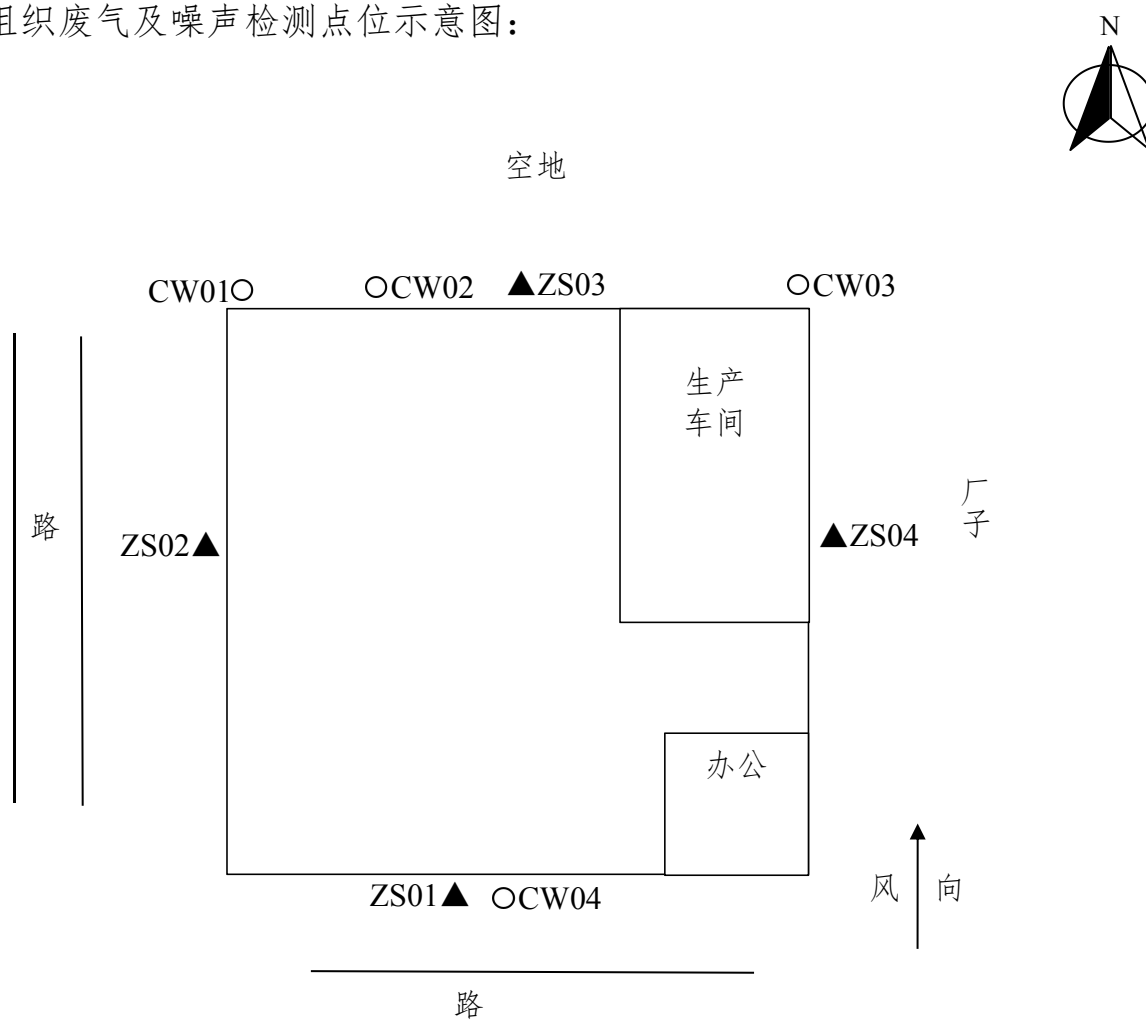 组织废气及噪声检测点位示意图：
N
空地
CW01
CW02
ZS03
CW03
生产
车间
路
ZS02
厂
子
ZS04
办公
风 向
ZS01
CW04
路